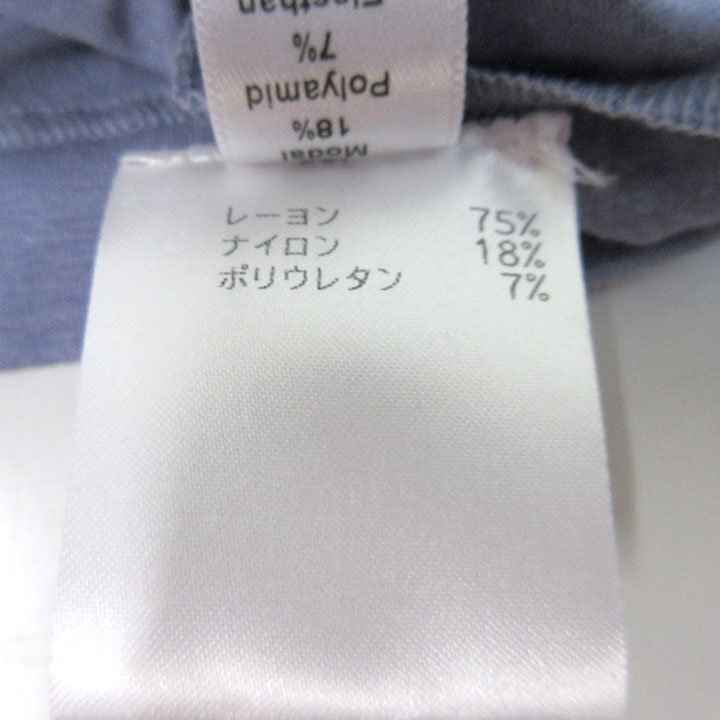 Elasthan
7%
Polyamid
18%
Modal
レーヨン 75%
ナイロン 18%
ポリウレタン 7%